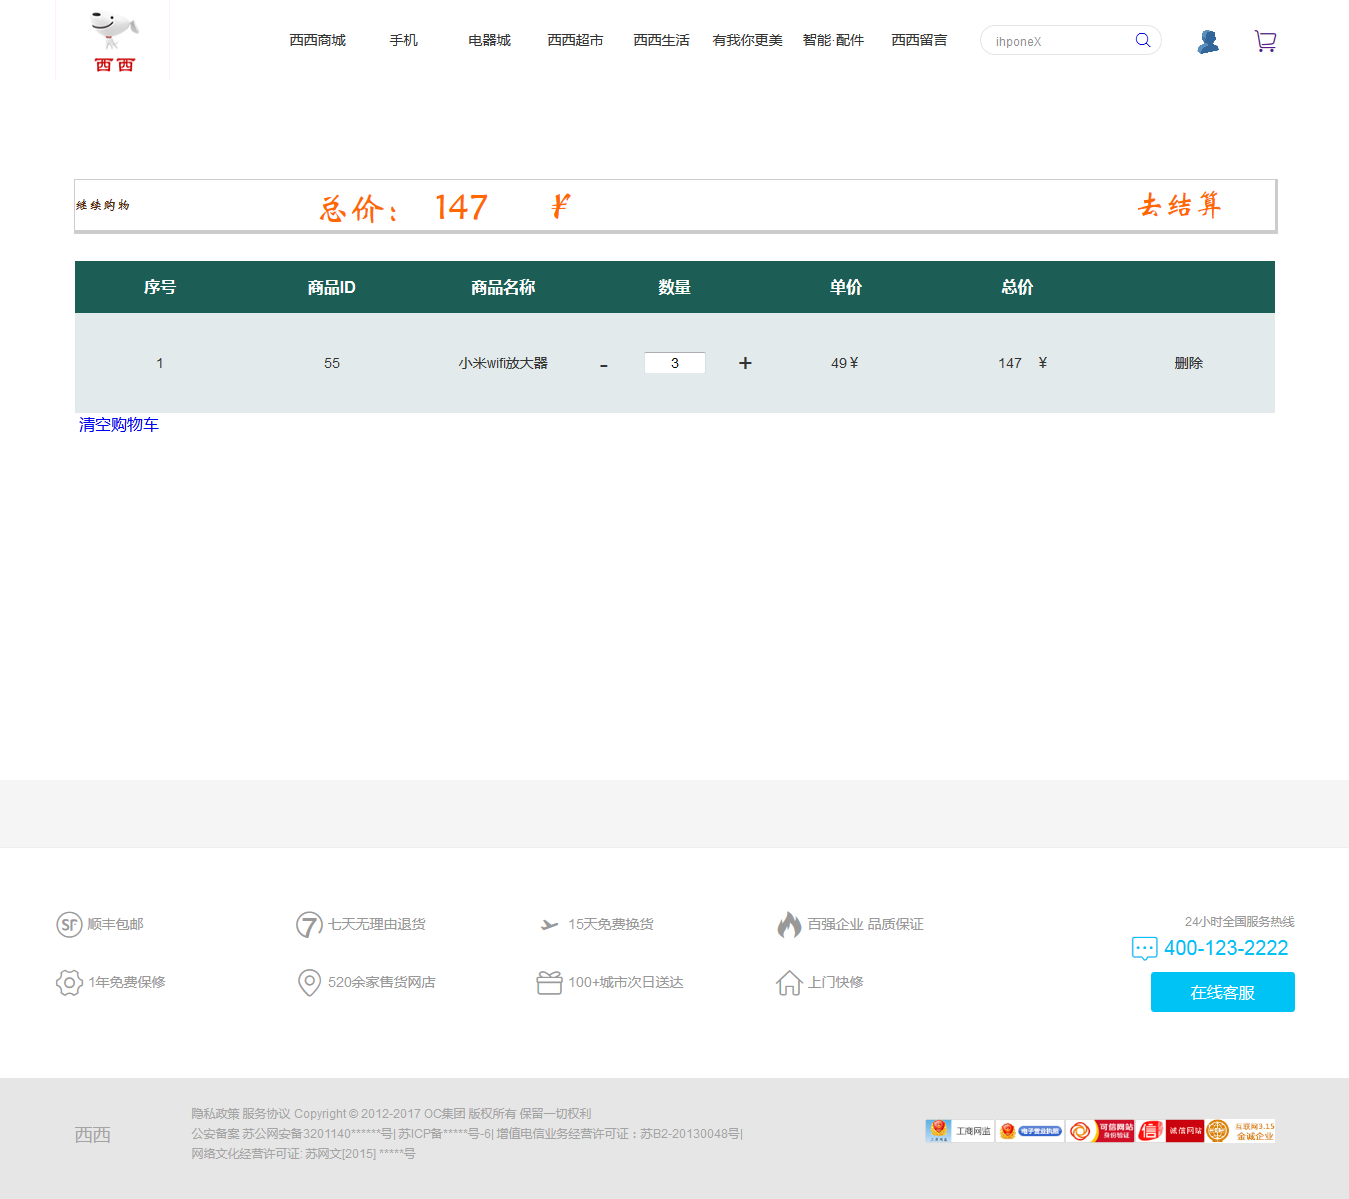 西西
西西商城 手机 电器城 西西超市 西西生活 有我你更美 智能·配件 西西留言 ihponeX
继续购物 总价： 147 ¥ 去结算
序号 商品ID 商品名称 数量 单价 总价
1 55 小米wifi放大器 - 3 + 49¥ 147 ¥ 删除
清空购物车
顺丰包邮 七天无理由退货 15天免费换货 百强企业 品质保证
24小时全国服务热线
400-123-2222
1年免费保修 520余家售货网店 100+城市次日送达 上门快修
在线客服
西西
隐私政策 服务协议 Copyright © 2012-2017 OC集团 版权所有 保留一切权利
公安备案 苏公网安备3201140******号| 苏ICP备*****号-6| 增值电信业务经营许可证：苏B2-20130048号|
网络文化经营许可证: 苏网文[2015] *****号
工商网监 电子营业执照 可信网站 身份验证 信 诚信网站 互联网3.15 金诚企业